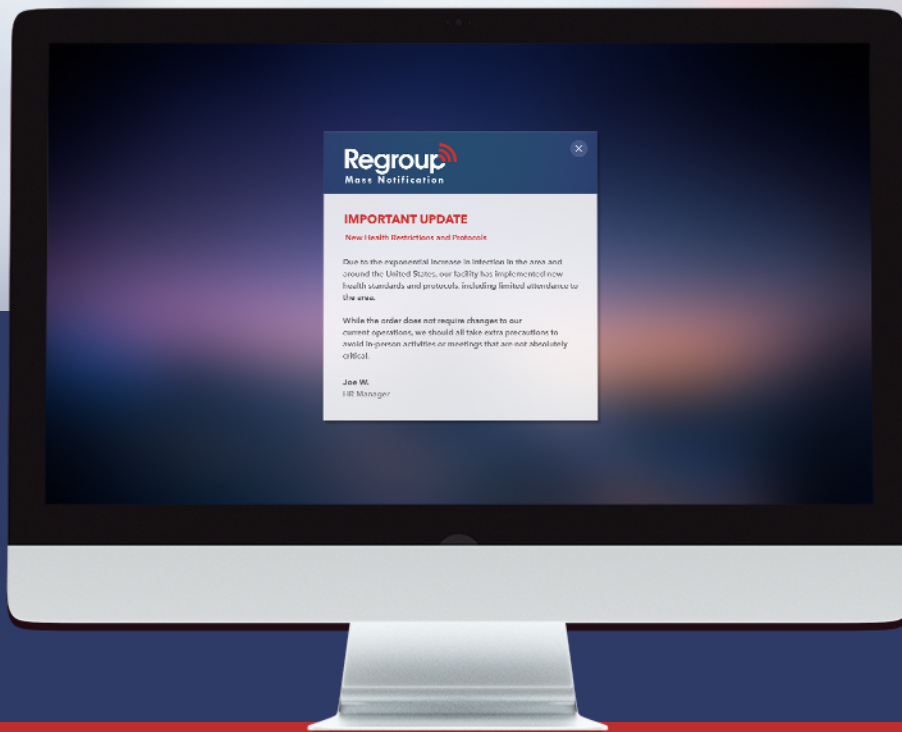 Regroup
Mass Notification
IMPORTANT UPDATE
New Health Restrictions and Protocols
Due to the exponential increase in infection in the area and
around the United States, our facility has implemented new
health standards and protocols, including limited attendance to
the area.
While the order does not require changes to our
current operations, we should all take extra precautions to
avoid in-person activities or meetings that are not absolutely
critical.
Joe W.
HR Manager